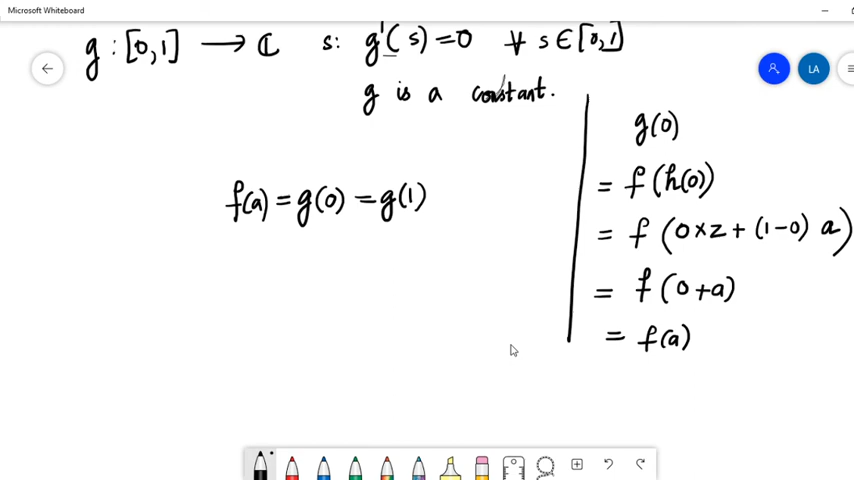 Microsoft Whiteboard
g : [0,1] → ℂ s: g'(s) = 0 ∀ s ∈ [0,1]
LA
g is a constant.
f(a) = g(0) = g(1)
g(0)
= f(h(0))
= f(0×z + (1-0) a)
= f(0+a)
= f(a)